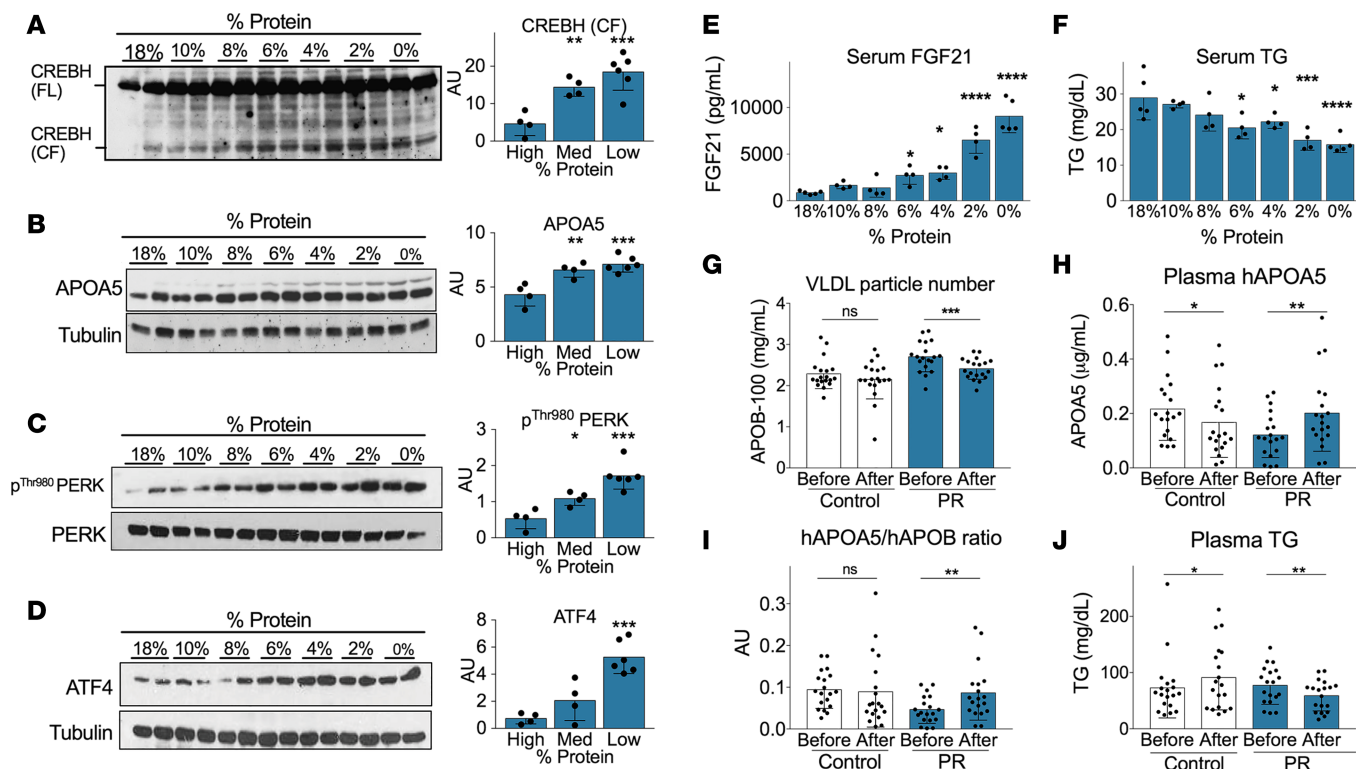 A
% Protein
18% 10% 8% 6% 4% 2% 0%
CREBH
(FL)
CREBH
(CF)
CREBH (CF)
** ***
AU
20
10
0
High Med Low
% Protein
B
% Protein
18% 10% 8% 6% 4% 2% 0%
APOA5
Tubulin
APOA5
** ***
AU
10
5
0
High Med Low
% Protein
C
% Protein
18% 10% 8% 6% 4% 2% 0%
pThr980 PERK
PERK
pThr980 PERK
* ***
AU
3
2
1
0
High Med Low
% Protein
D
% Protein
18% 10% 8% 6% 4% 2% 0%
ATF4
Tubulin
ATF4
***
AU
8
6
4
2
0
High Med Low
% Protein
E
Serum FGF21
FGF21 (pg/mL)
10000
5000
0
* * **** ****
18% 10% 8% 6% 4% 2% 0%
% Protein
F
Serum TG
TG (mg/dL)
30
20
10
0
* * *** ****
18% 10% 8% 6% 4% 2% 0%
% Protein
G
VLDL particle number
APOB-100 (mg/mL)
4
3
2
1
0
ns ***
Before After Before After
Control PR
H
Plasma hAPOA5
APOA5 (µg/mL)
0.6
0.4
0.2
0.0
* **
Before After Before After
Control PR
I
hAPOA5/hAPOB ratio
AU
0.3
0.2
0.1
0.0
ns **
Before After Before After
Control PR
J
Plasma TG
TG (mg/dL)
200
100
0
* **
Before After Before After
Control PR